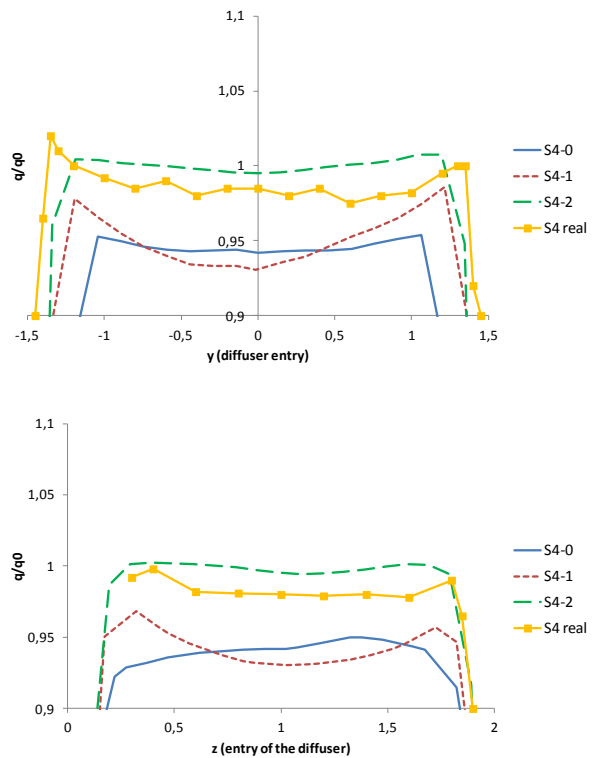 1,1
1,05
1
0,95
0,9
q/q0
-1,5
-1
-0,5
0
0,5
1
1,5
y (diffuser entry)
S4-0
S4-1
S4-2
S4 real
1,1
1,05
1
0,95
0,9
q/q0
0
0,5
1
1,5
2
z (entry of the diffuser)
S4-0
S4-1
S4-2
S4 real